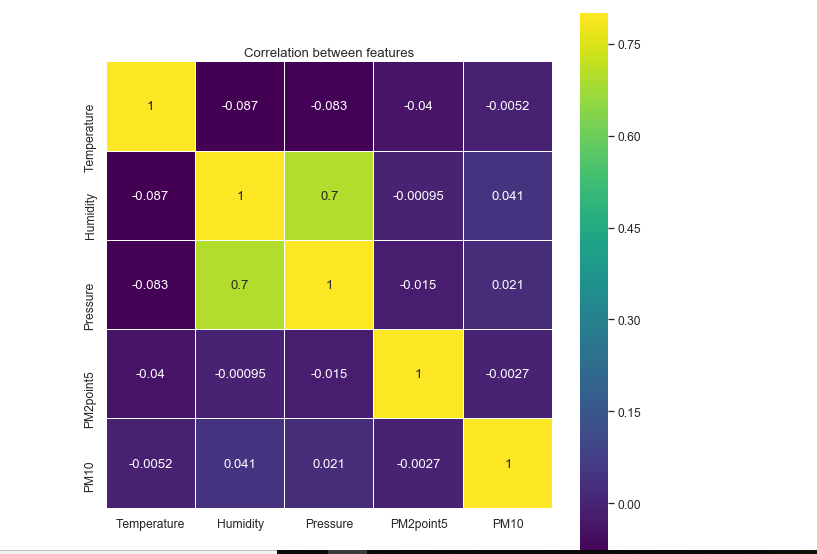 Correlation between features
Temperature 1 -0.087 -0.083 -0.04 -0.0052
Humidity -0.087 1 0.7 -0.00095 0.041
Pressure -0.083 0.7 1 -0.015 0.021
PM2point5 -0.04 -0.00095 -0.015 1 -0.0027
PM10 -0.0052 0.041 0.021 -0.0027 1
Temperature Humidity Pressure PM2point5 PM10
0.75
0.60
0.45
0.30
0.15
0.00